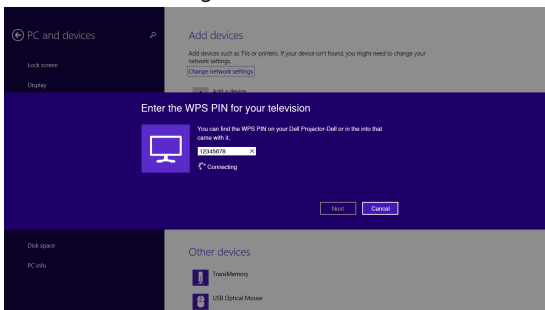 PC and devices
Lock screen
Display
Add devices
Add devices such as TVs or printers. If your device isn't found, you might need to change your
network settings.
Change network settings
Add a device
Enter the WPS PIN for your television
You can find the WPS PIN on your Dell Projector-Dell or in the into that
came with it.
12345678
Connecting
Next
Cancel
Disk space
PC info
Other devices
TransMemory
USB Optical Mouse